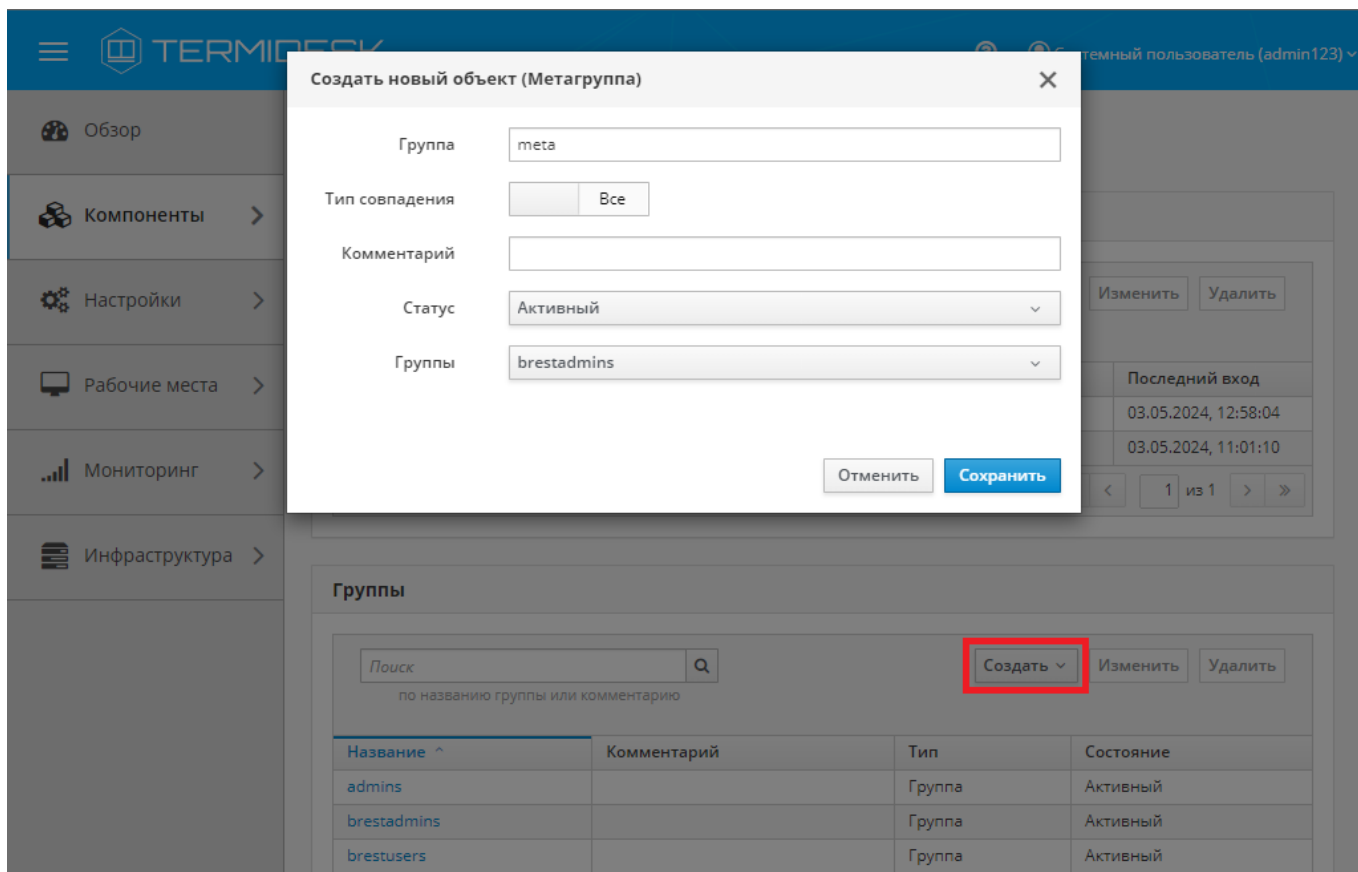 TERMIDESK
темный пользователь (admin123)
Создать новый объект (Метагруппа)
Группа
meta
Тип совпадения
Все
Комментарий
Статус
Активный
Группы
brestadmins
Отменить
Сохранить
Обзор
Компоненты
Настройки
Рабочие места
Мониторинг
Инфраструктура
Изменить
Удалить
Последний вход
03.05.2024, 12:58:04
03.05.2024, 11:01:10
1 из 1
Группы
Поиск
по названию группы или комментарию
Создать
Изменить
Удалить
Название Комментарий Тип Состояние
admins Группа Активный
brestadmins Группа Активный
brestusers Группа Активный